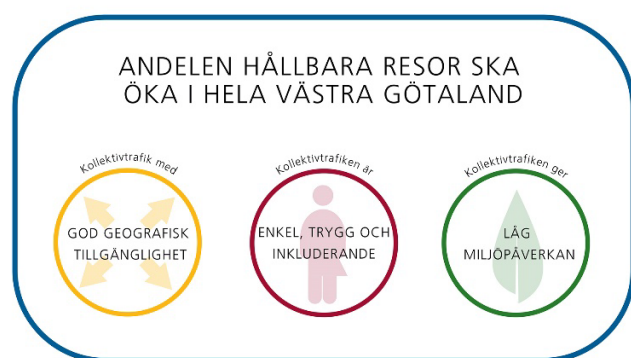 ANDELEN HÅLLBARA RESOR SKA
ÖKA I HELA VÄSTRA GÖTALAND
Kollektivtrafik med
GOD GEOGRAFISK
TILLGÄNGLIGHET
Kollektivtrafiken är
ENKEL, TRYGG OCH
INKLUDERANDE
Kollektivtrafiken ger
LÅG
MILJÖPÅVERKAN